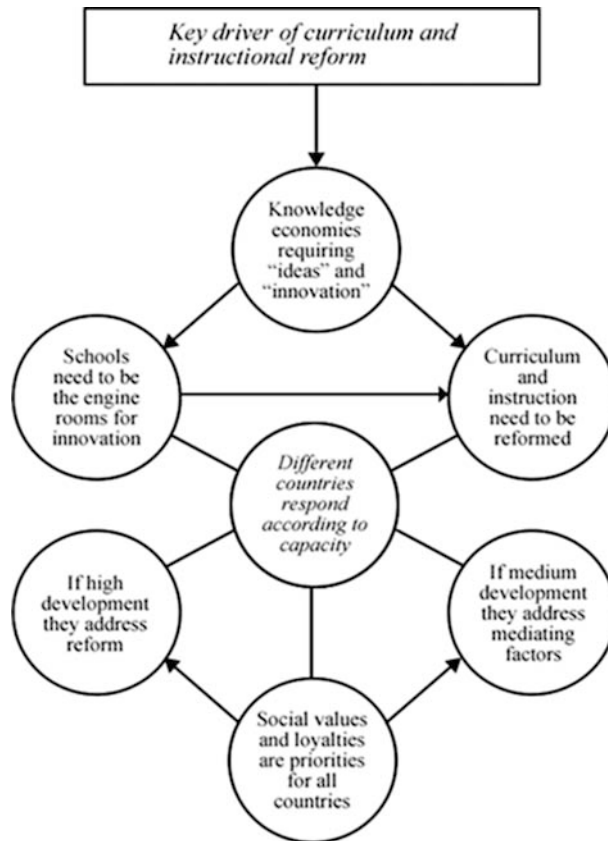 Key driver of curriculum and
instructional reform
Knowledge
economies
requiring
“ideas” and
“innovation”
Schools
need to be
the engine
rooms for
innovation
Curriculum
and
instruction
need to be
reformed
Different
countries
respond
according to
capacity
If high
development
they address
reform
If medium
development
they address
mediating
factors
Social values
and loyalties
are priorities
for all
countries